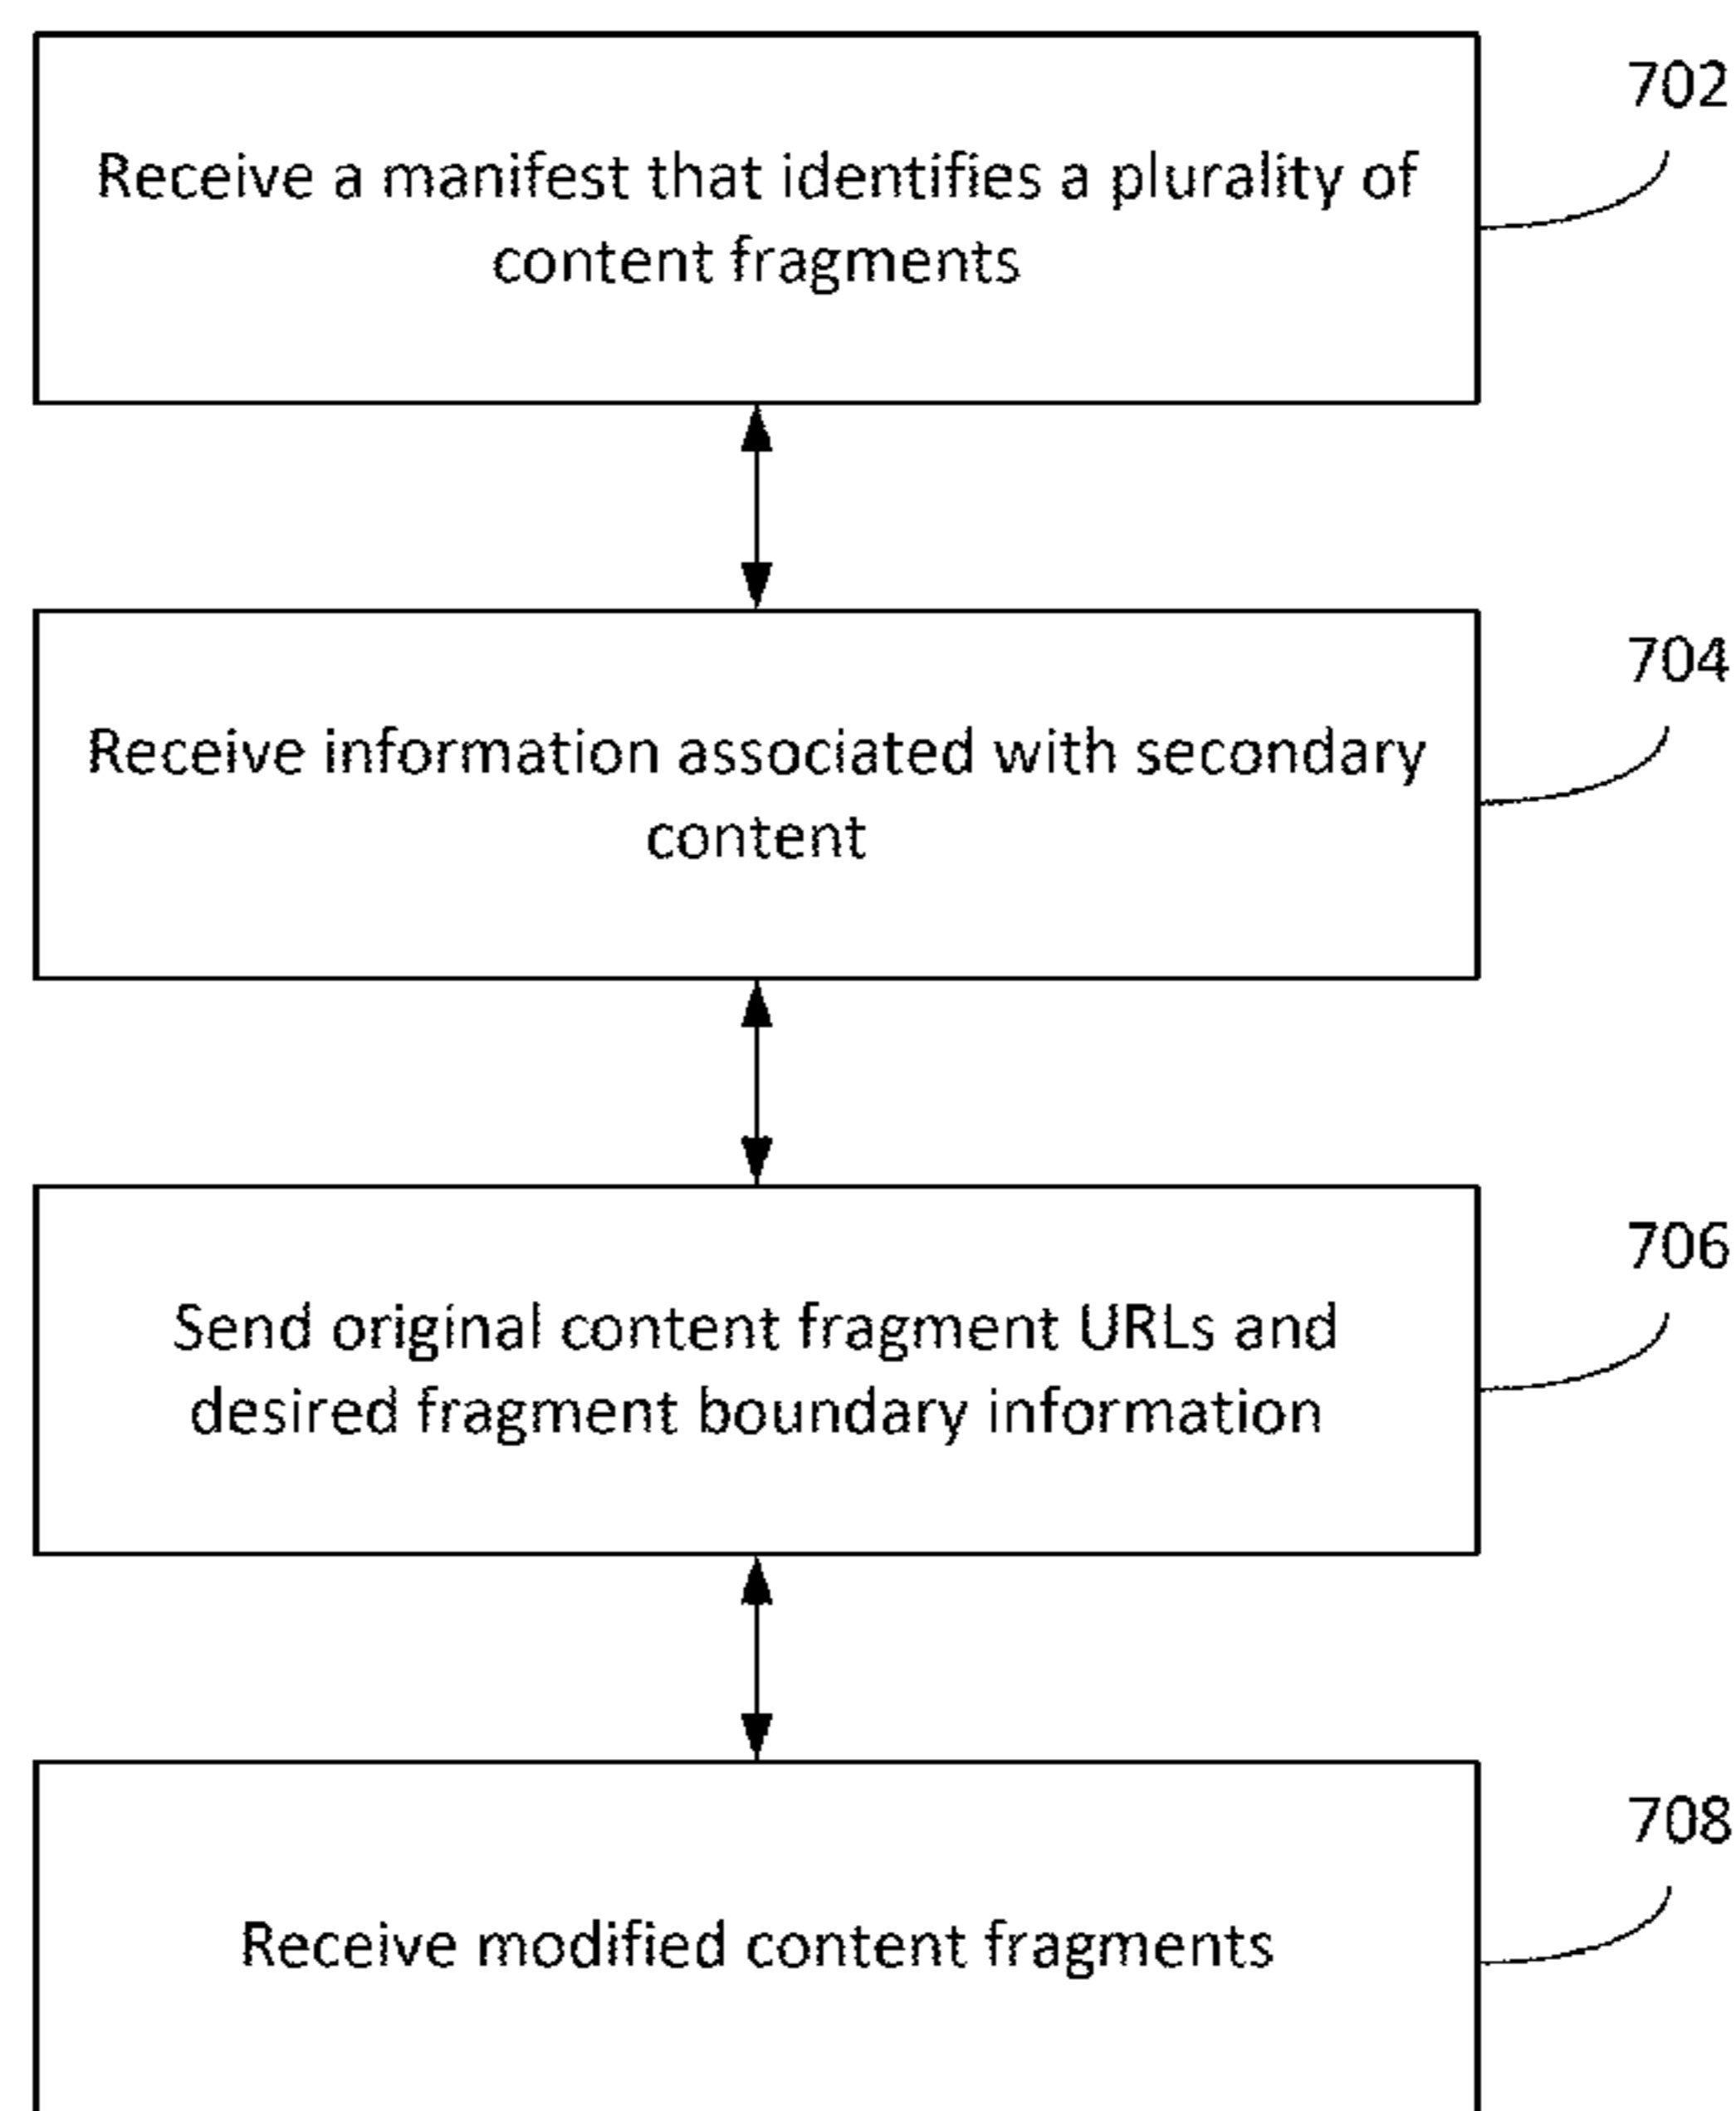 702
Receive a manifest that identifies a plurality of
content fragments
704
Receive information associated with secondary
content
706
Send original content fragment URLs and
desired fragment boundary information
708
Receive modified content fragments